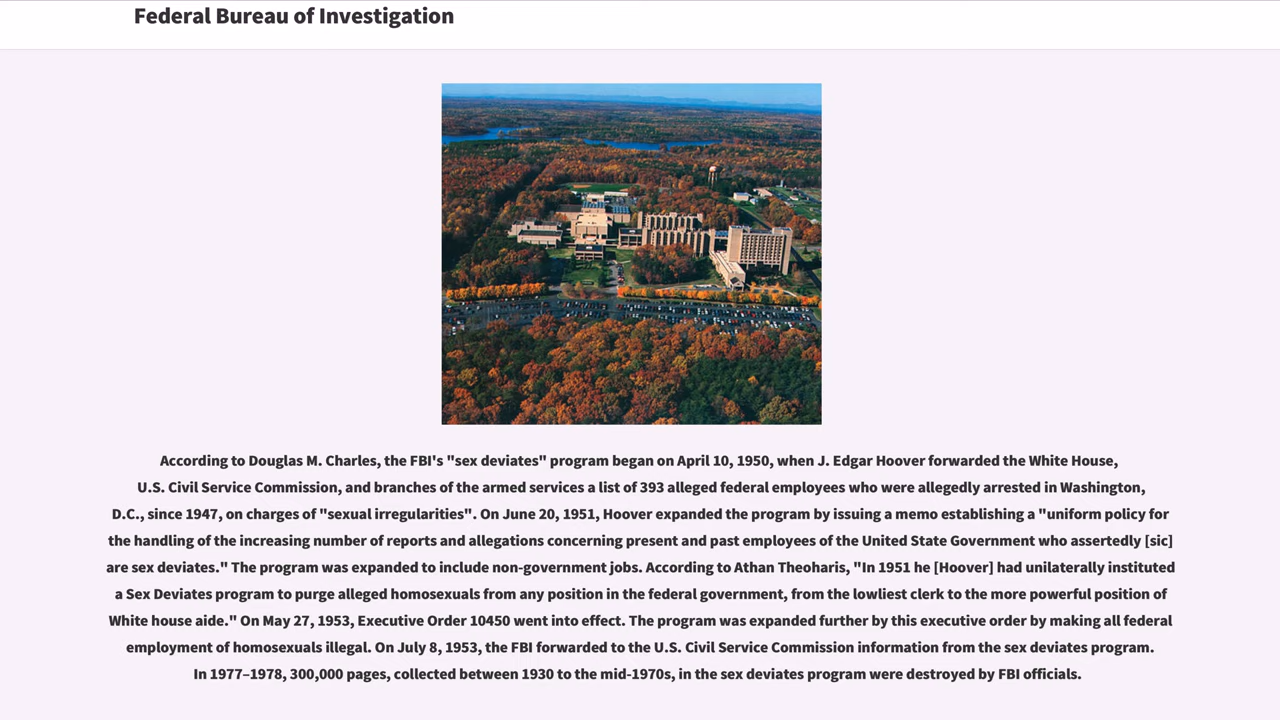 Federal Bureau of Investigation
According to Douglas M. Charles, the FBI's "sex deviates" program began on April 10, 1950, when J. Edgar Hoover forwarded the White House,
U.S. Civil Service Commission, and branches of the armed services a list of 393 alleged federal employees who were allegedly arrested in Washington,
D.C., since 1947, on charges of "sexual irregularities". On June 20, 1951, Hoover expanded the program by issuing a memo establishing a "uniform policy for
the handling of the increasing number of reports and allegations concerning present and past employees of the United State Government who assertedly [sic]
are sex deviates." The program was expanded to include non-government jobs. According to Athan Theoharis, "In 1951 he [Hoover] had unilaterally instituted
a Sex Deviates program to purge alleged homosexuals from any position in the federal government, from the lowliest clerk to the more powerful position of
White house aide." On May 27, 1953, Executive Order 10450 went into effect. The program was expanded further by this executive order by making all federal
employment of homosexuals illegal. On July 8, 1953, the FBI forwarded to the U.S. Civil Service Commission information from the sex deviates program.
In 1977–1978, 300,000 pages, collected between 1930 to the mid-1970s, in the sex deviates program were destroyed by FBI officials.